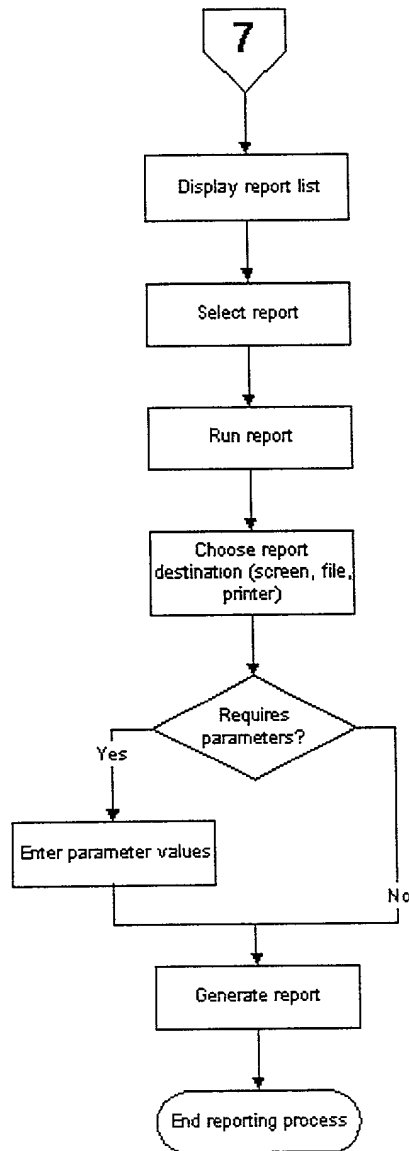 7
Display report list
Select report
Run report
Choose report
destination (screen, file,
printer)
Requires
parameters?
Yes
Enter parameter values
No
Generate report
End reporting process